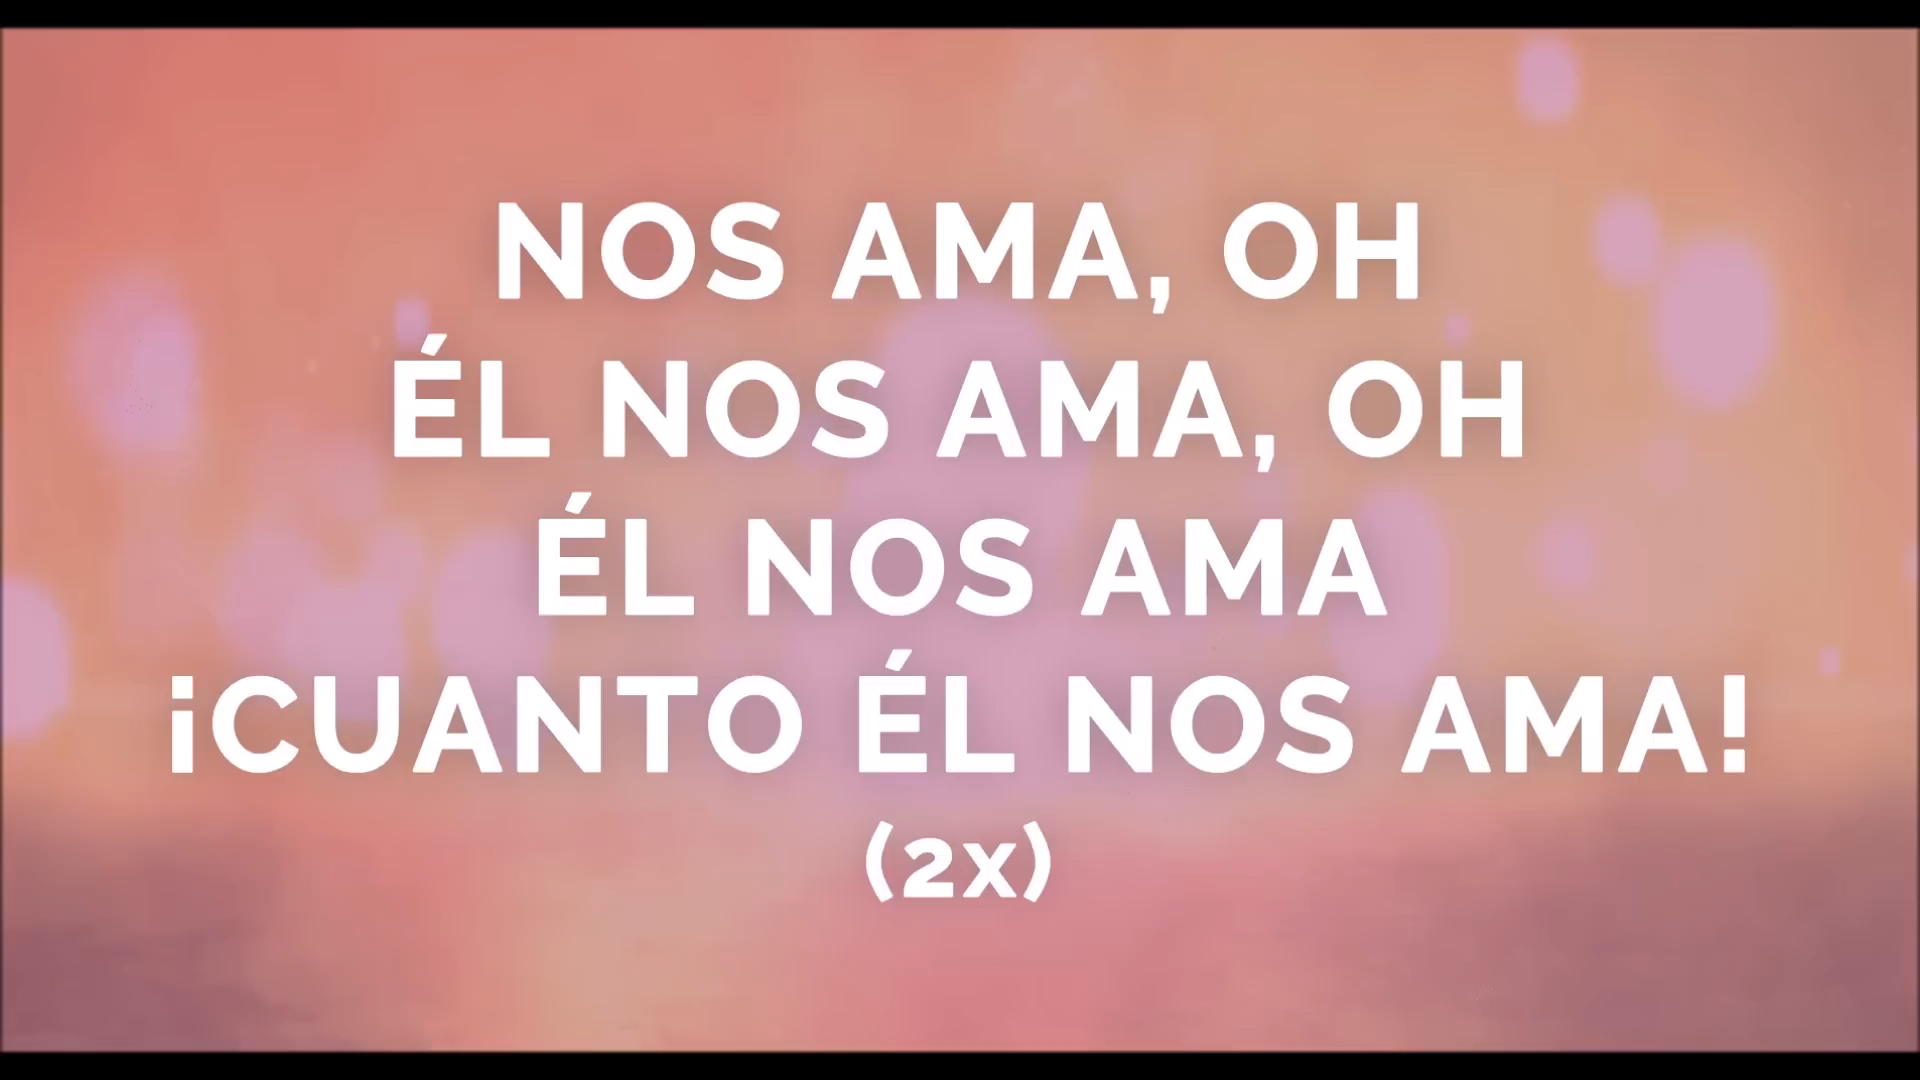 NOS AMA, OH
ÉL NOS AMA, OH
ÉL NOS AMA
¡CUANTO ÉL NOS AMA!
(2x)